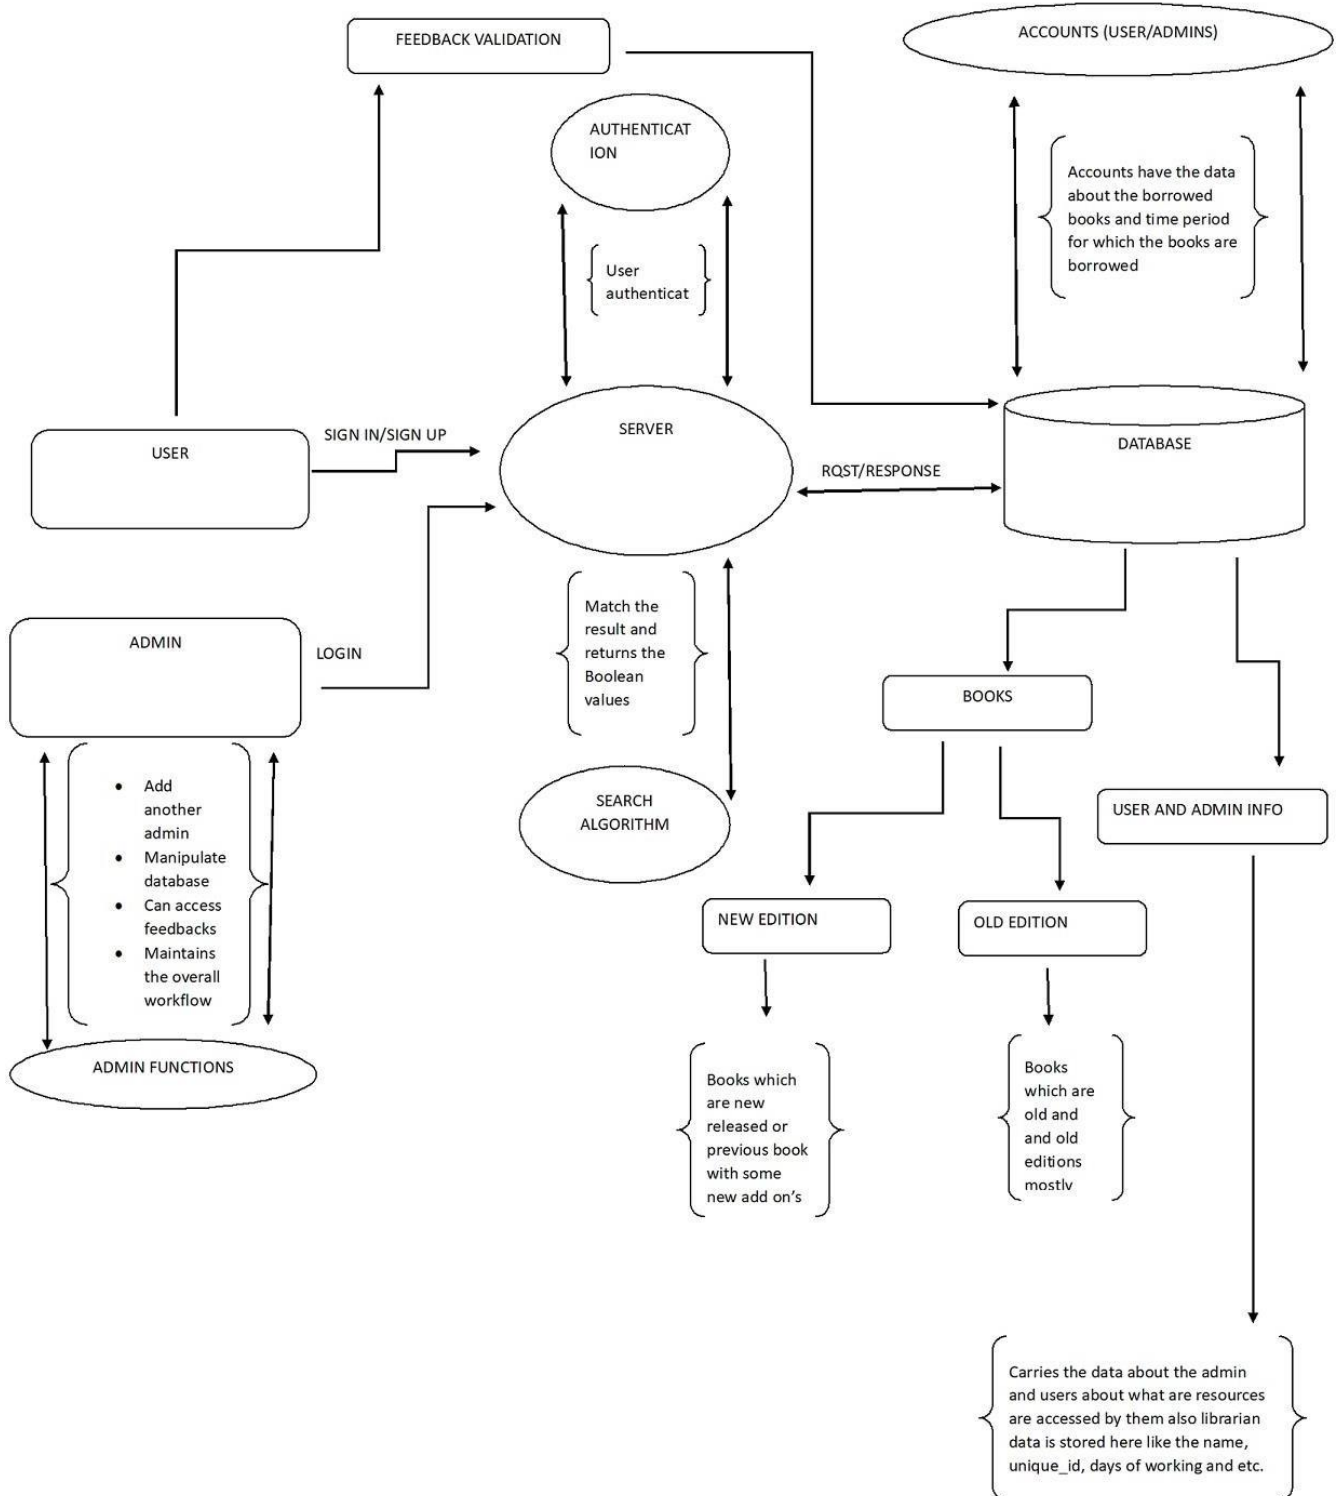 FEEDBACK VALIDATION
ACCOUNTS (USER/ADMINS)
AUTHENTICAT
ION
Accounts have the data
about the borrowed
books and time period
for which the books are
borrowed
User
authenticat
USER
SIGN IN/SIGN UP
SERVER
RQST/RESPONSE
DATABASE
ADMIN
LOGIN
Match the
result and
returns the
Boolean
values
BOOKS
• Add
another
admin
• Manipulate
database
• Can access
feedbacks
• Maintains
the overall
workflow
SEARCH
ALGORITHM
USER AND ADMIN INFO
NEW EDITION
OLD EDITION
ADMIN FUNCTIONS
Books which
are new
released or
previous book
with some
new add on’s
Books
which are
old and
and old
editions
mostly
Carries the data about the admin
and users about what are resources
are accessed by them also librarian
data is stored here like the name,
unique_id, days of working and etc.